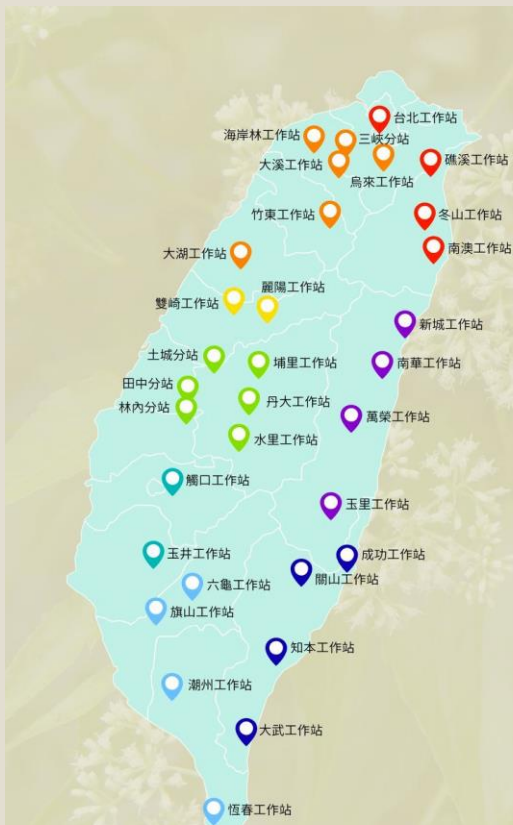 台北工作站
海岸林工作站
三峽分站
大溪工作站
烏來工作站
礁溪工作站
竹東工作站
冬山工作站
南澳工作站
大湖工作站
麗陽工作站
雙崎工作站
新城工作站
土城分站
埔里工作站
南華工作站
田中分站
丹大工作站
林內分站
萬榮工作站
水里工作站
觸口工作站
玉里工作站
玉井工作站
成功工作站
關山工作站
六龜工作站
旗山工作站
知本工作站
潮州工作站
大武工作站
恆春工作站